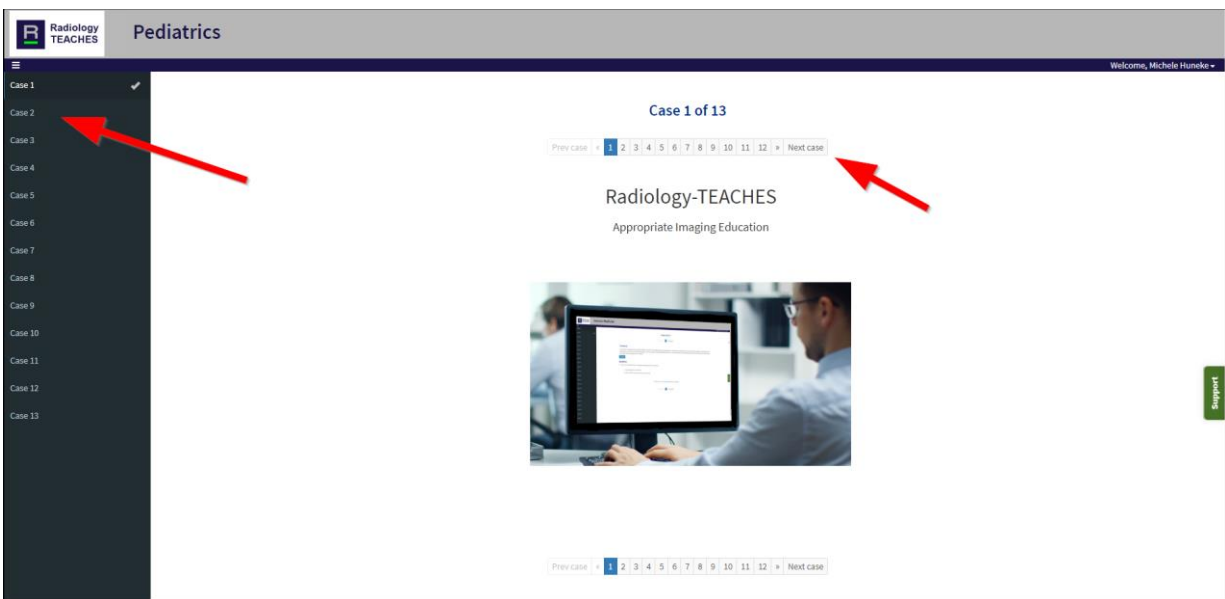 Radiology
TEACHES
Pediatrics
Welcome, Michele Huneke
Case 1
Case 2
Case 3
Case 4
Case 5
Case 6
Case 7
Case 8
Case 9
Case 10
Case 11
Case 12
Case 13
Case 1 of 13
Prev case « 1 2 3 4 5 6 7 8 9 10 11 12 » Next case
Radiology-TEACHES
Appropriate Imaging Education
Support
Prev case « 1 2 3 4 5 6 7 8 9 10 11 12 » Next case